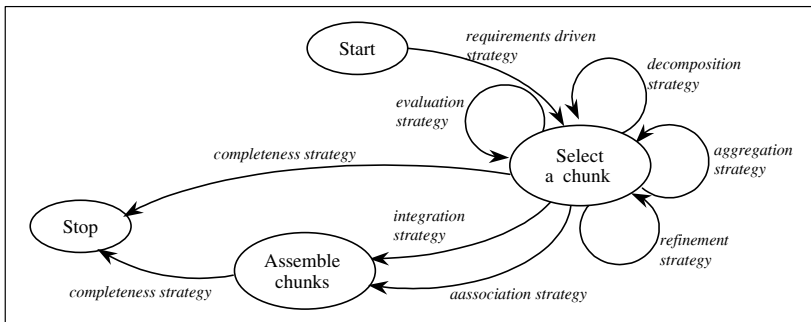 Start
requirements driven
strategy
decomposition
strategy
evaluation
strategy
Select
a chunk
aggregation
strategy
completeness strategy
Stop
integration
strategy
refinement
strategy
Assemble
chunks
completeness strategy
aassociation strategy